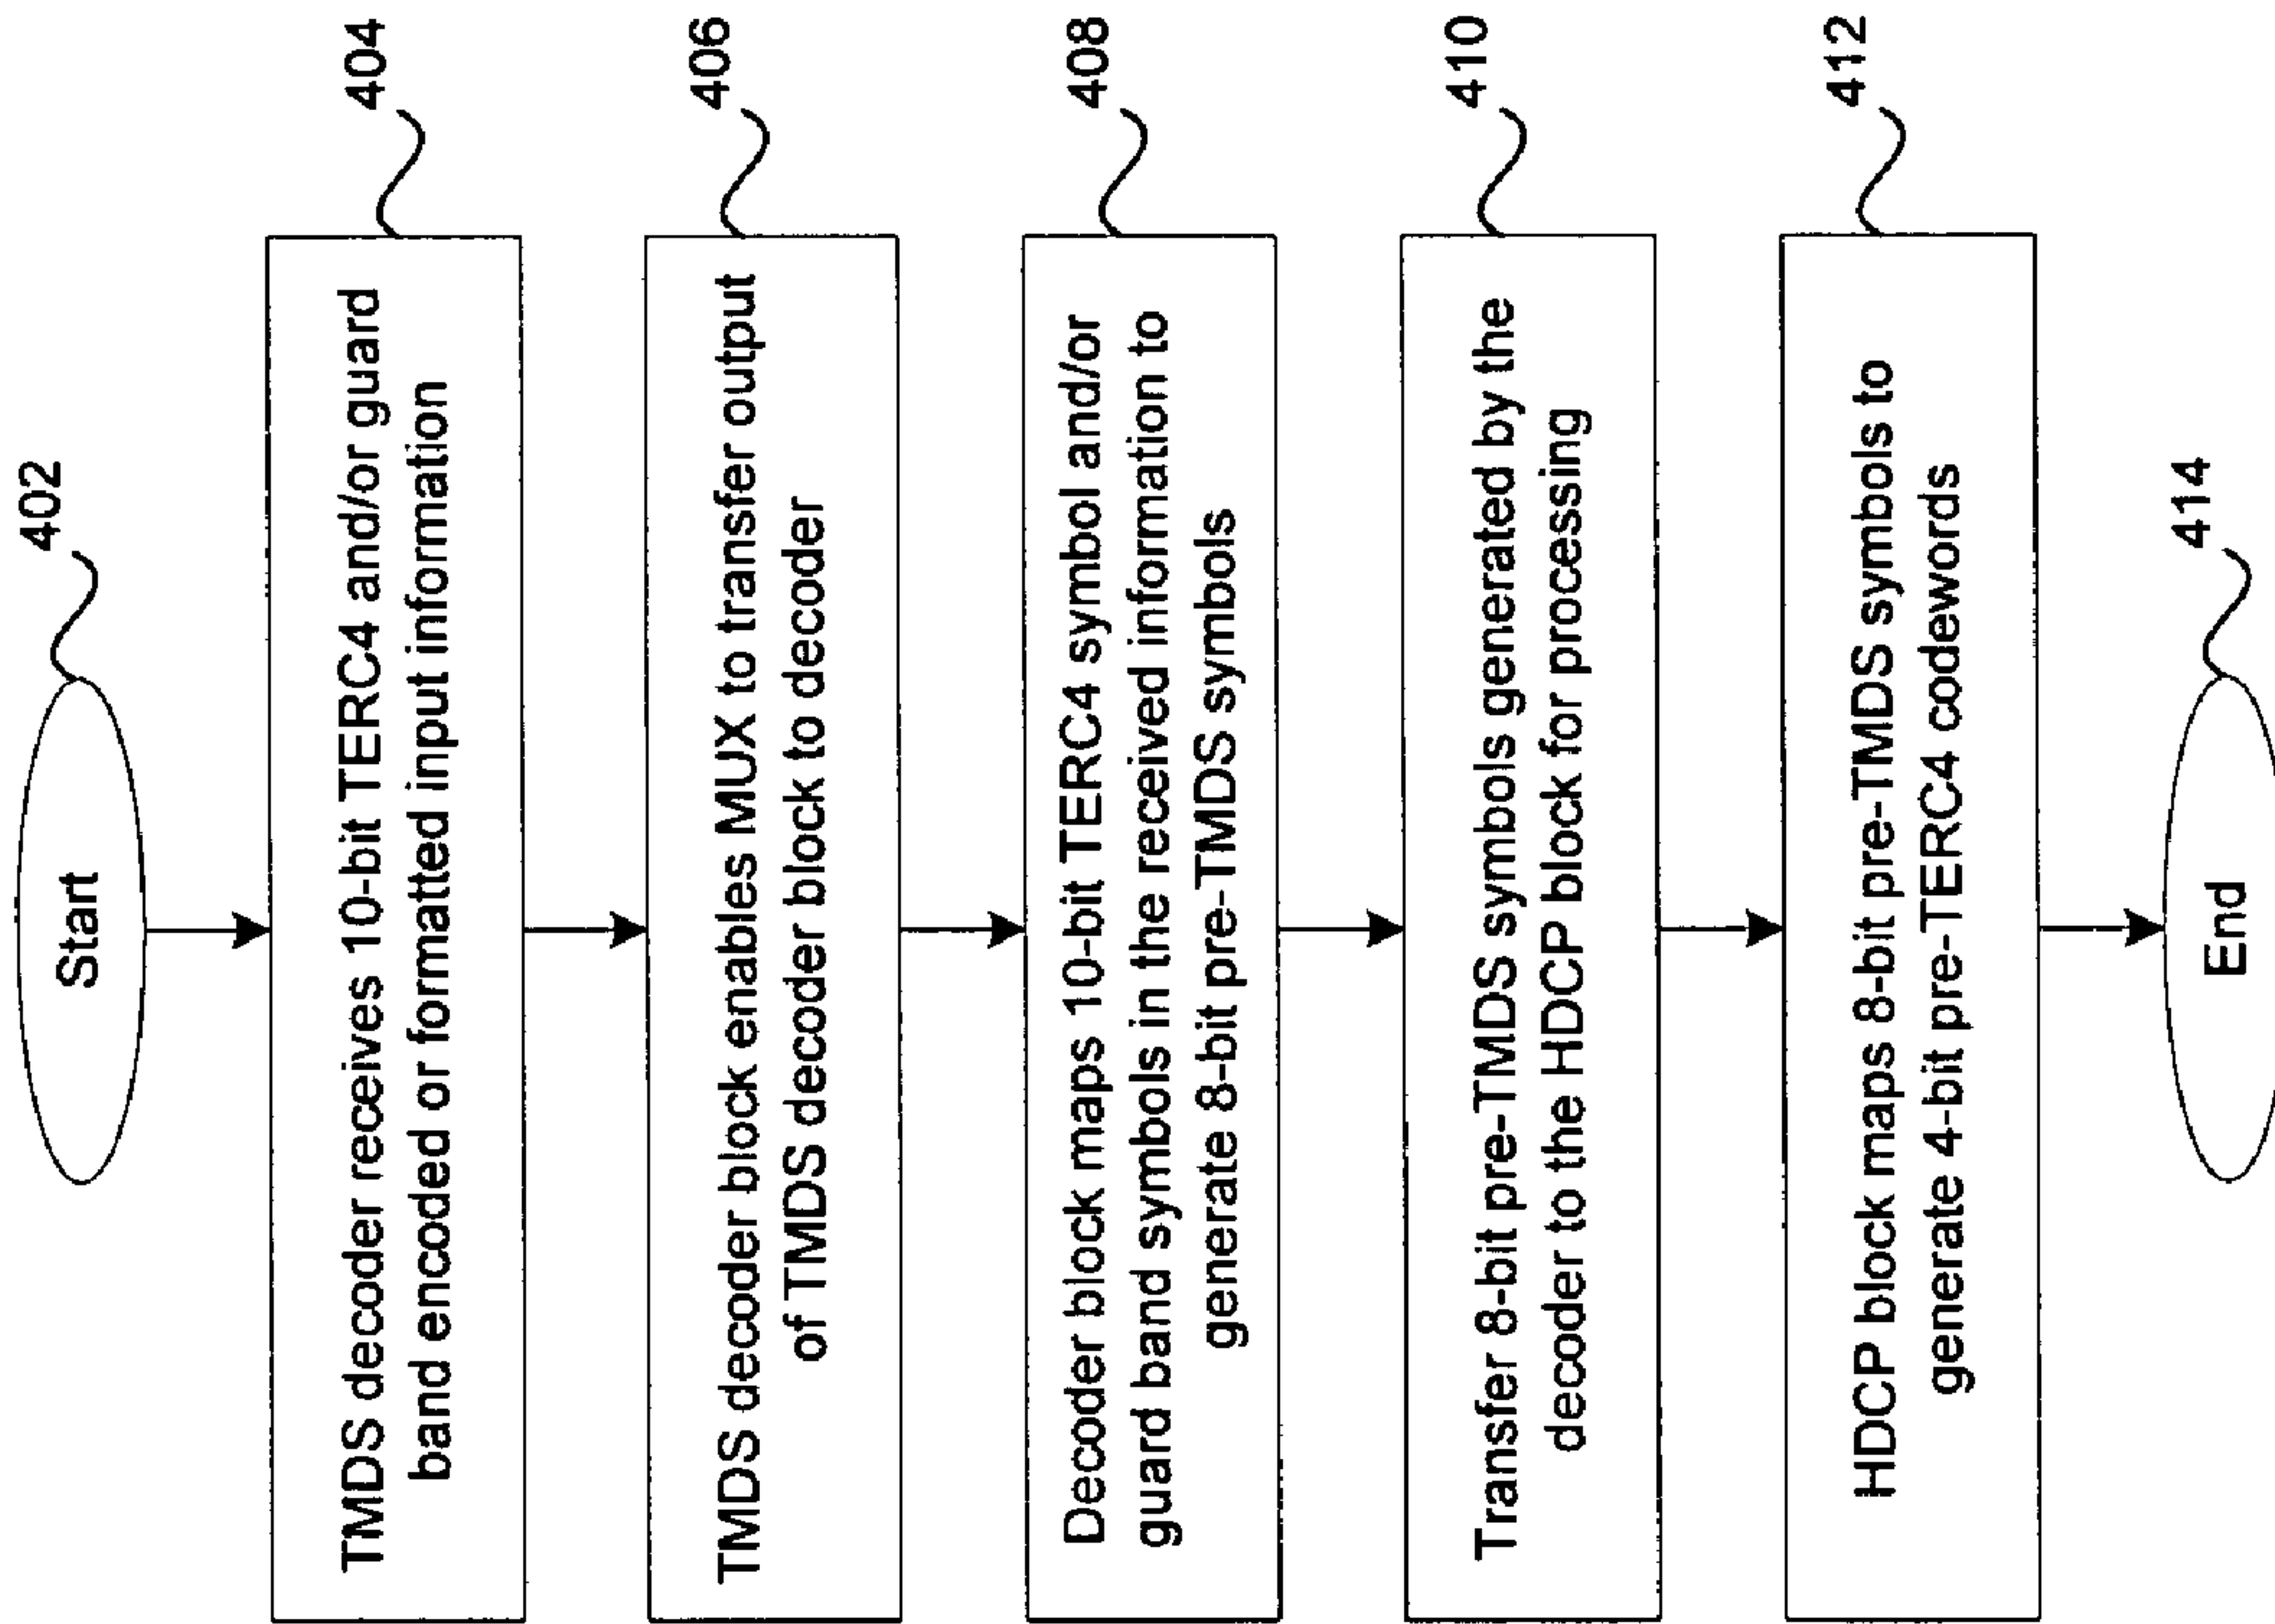 402
Start
404
TMDS decoder receives 10-bit TERC4 and/or guard
band encoded or formatted input information
406
TMDS decoder block enables MUX to transfer output
of TMDS decoder block to decoder
408
Decoder block maps 10-bit TERC4 symbol and/or
guard band symbols in the received information to
generate 8-bit pre-TMDS symbols
410
Transfer 8-bit pre-TMDS symbols generated by the
decoder to the HDCP block for processing
412
HDCP block maps 8-bit pre-TMDS symbols to
generate 4-bit pre-TERC4 codewords
414
End